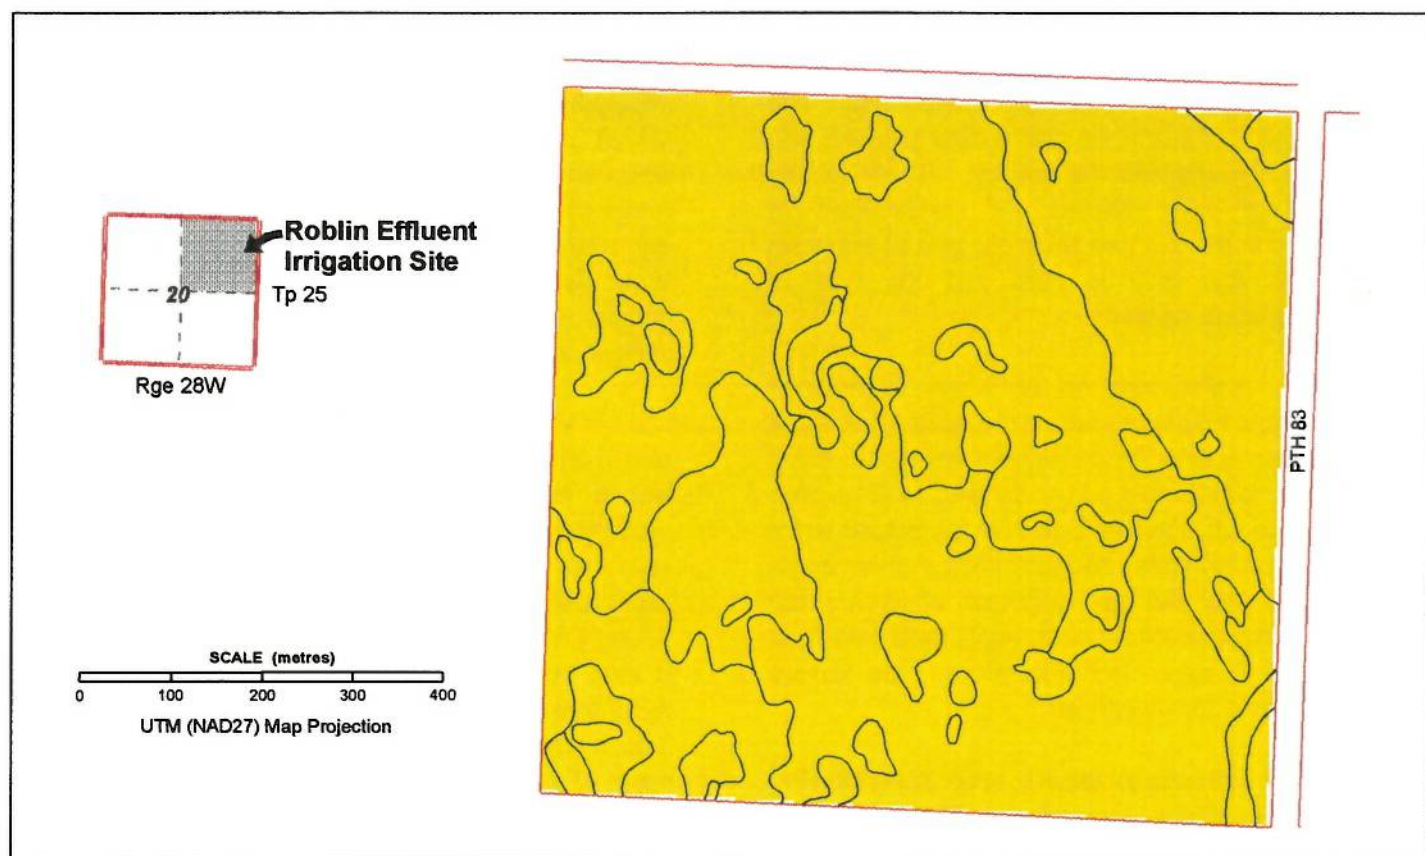 Roblin Effluent
Irrigation Site
20
Tp 25
Rge 28W
PTH 83
SCALE (metres)
0 100 200 300 400
UTM (NAD27) Map Projection